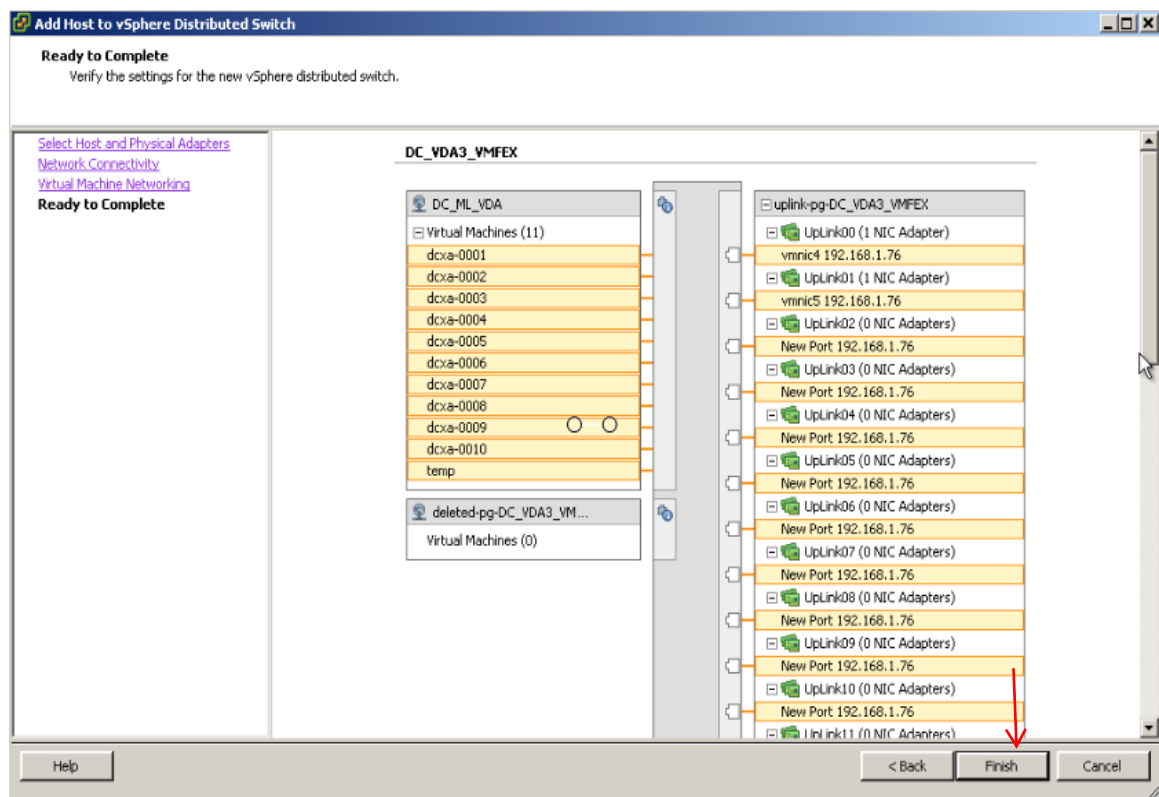 Add Host to vSphere Distributed Switch
Ready to Complete
Verify the settings for the new vSphere distributed switch.
Select Host and Physical Adapters
Network Connectivity
Virtual Machine Networking
Ready to Complete
DC_VDA3_VMFEX
DC_ML_VDA
Virtual Machines (11)
dcxa-0001
dcxa-0002
dcxa-0003
dcxa-0004
dcxa-0005
dcxa-0006
dcxa-0007
dcxa-0008
dcxa-0009
dcxa-0010
temp
deleted-pg-DC_VDA3_VM...
Virtual Machines (0)
uplink-pg-DC_VDA3_VMFEX
UpLink00 (1 NIC Adapter)
vmnic4 192.168.1.76
UpLink01 (1 NIC Adapter)
vmnic5 192.168.1.76
UpLink02 (0 NIC Adapters)
New Port 192.168.1.76
UpLink03 (0 NIC Adapters)
New Port 192.168.1.76
UpLink04 (0 NIC Adapters)
New Port 192.168.1.76
UpLink05 (0 NIC Adapters)
New Port 192.168.1.76
UpLink06 (0 NIC Adapters)
New Port 192.168.1.76
UpLink07 (0 NIC Adapters)
New Port 192.168.1.76
UpLink08 (0 NIC Adapters)
New Port 192.168.1.76
UpLink09 (0 NIC Adapters)
New Port 192.168.1.76
UpLink10 (0 NIC Adapters)
New Port 192.168.1.76
UpLink11 (0 NIC Adapters)
Help
< Back
Finish
Cancel